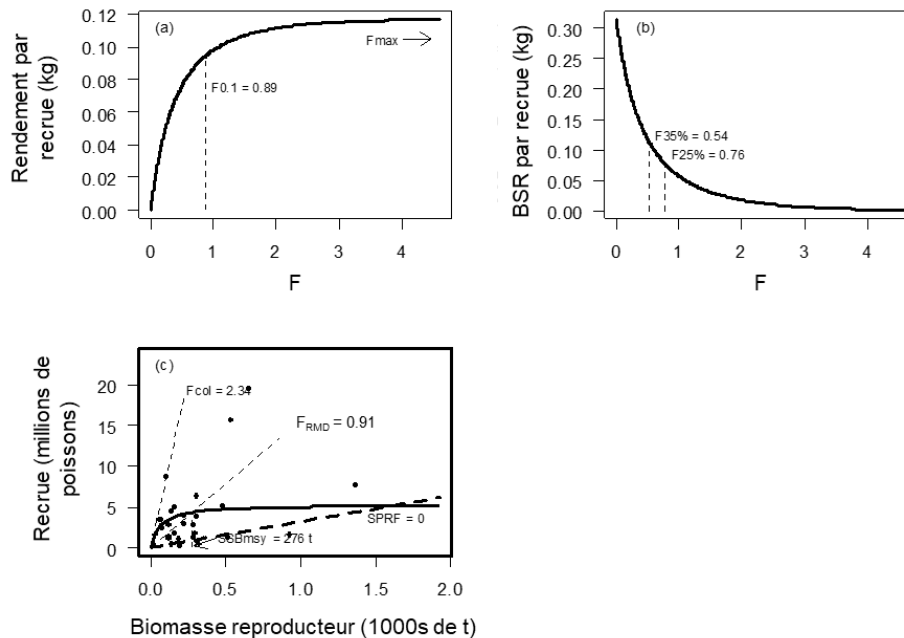 (a)
Rendement par
recrue (kg)
0.12
0.10
0.08
0.06
0.04
0.02
0.00
Fmax
F0.1 = 0.89
0 1 2 3 4
F
(b)
BSR par recrue (kg)
0.30
0.25
0.20
0.15
0.10
0.05
0.00
F35% = 0.54
F25% = 0.76
0 1 2 3 4
F
(c)
Recrue (millions de
poissons)
20
15
10
5
0
Fcol = 2.34
FRMD = 0.91
SPRF = 0
SSBmsy = 276 t
0.0 0.5 1.0 1.5 2.0
Biomasse reproducteur (1000s de t)